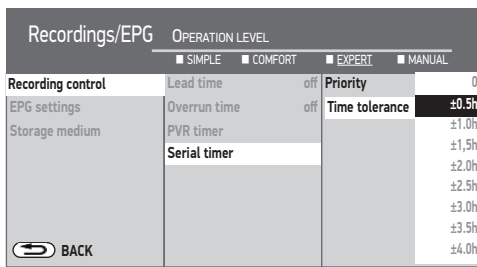 Recordings/EPG OPERATION LEVEL
SIMPLE COMFORT EXPERT MANUAL
Recording control Lead time off Priority 0
EPG settings Overrun time off Time tolerance ±0.5h
Storage medium PVR timer ±1.0h
Serial timer ±1,5h
±2.0h
±2.5h
±3.0h
±3.5h
BACK ±4.0h